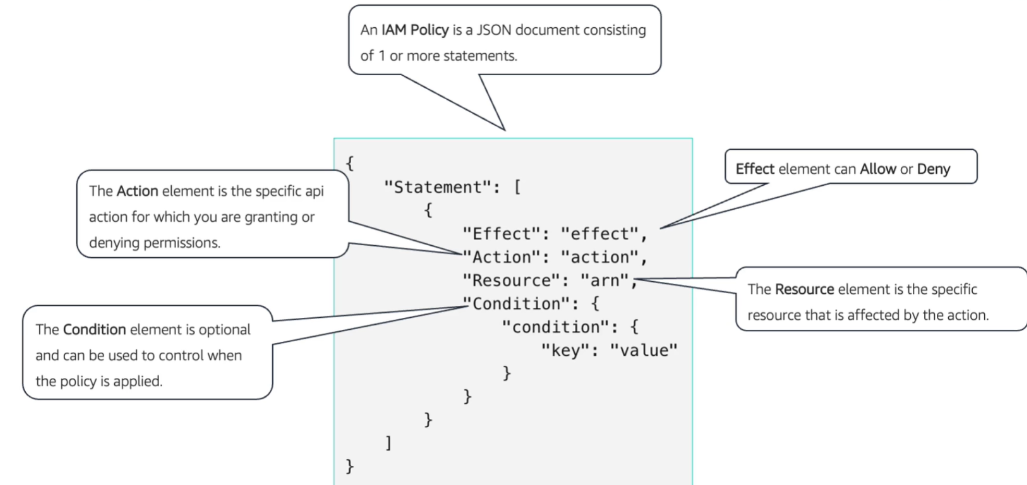 An IAM Policy is a JSON document consisting
of 1 or more statements.
{
    "Statement": [
        {
            "Effect": "effect",
            "Action": "action",
            "Resource": "arn",
            "Condition": {
                "condition": {
                    "key": "value"
                }
            }
        }
    ]
}
The Action element is the specific api
action for which you are granting or
denying permissions.
Effect element can Allow or Deny
The Resource element is the specific
resource that is affected by the action.
The Condition element is optional
and can be used to control when
the policy is applied.